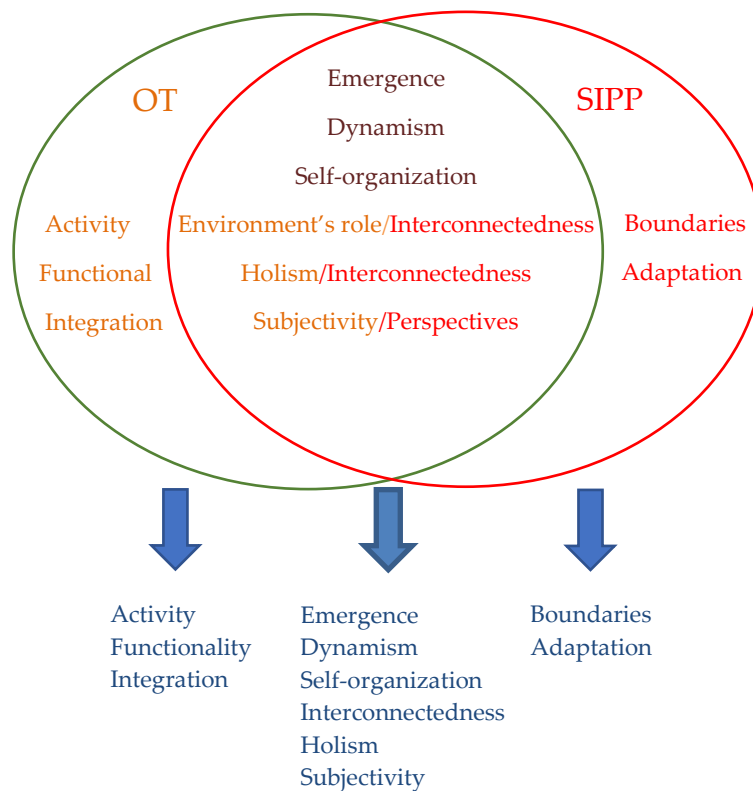 OT
SIPP
Emergence
Dynamism
Self-organization
Environment's role/Interconnectedness
Holism/Interconnectedness
Subjectivity/Perspectives
Activity
Functional
Integration
Boundaries
Adaptation
Activity
Functionality
Integration
Emergence
Dynamism
Self-organization
Interconnectedness
Holism
Subjectivity
Boundaries
Adaptation